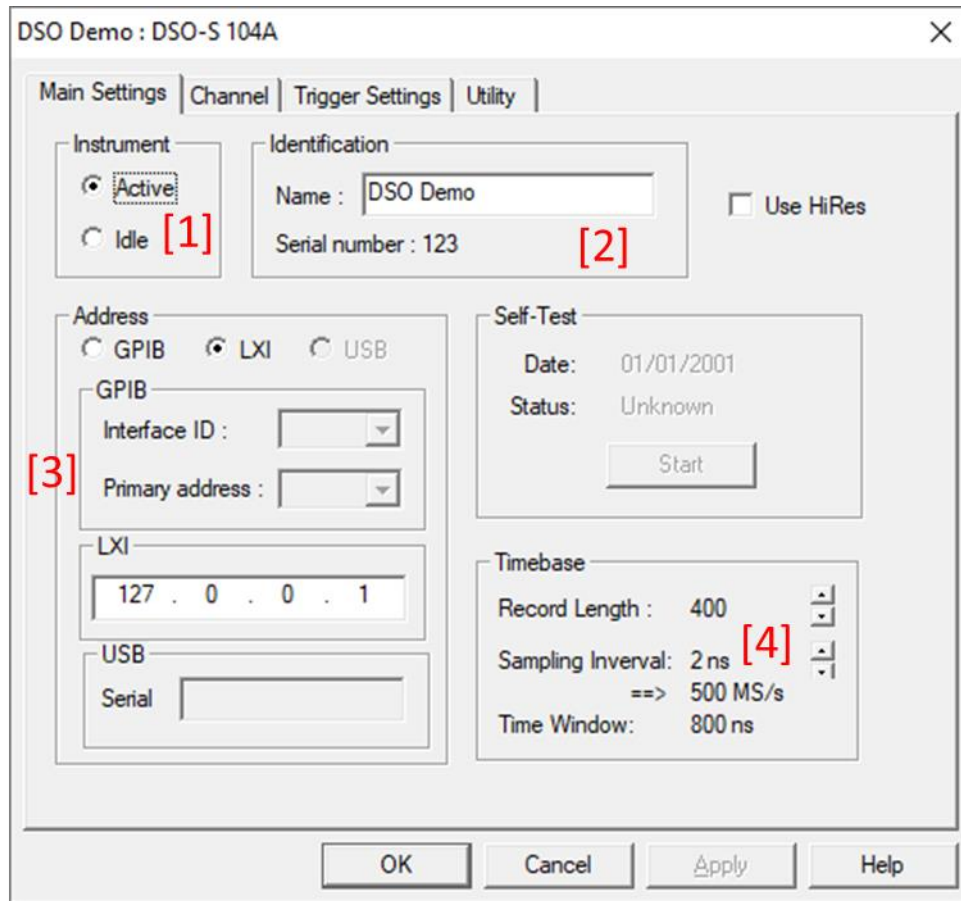 DSO Demo : DSO-S 104A
Main Settings
Channel
Trigger Settings
Utility
Instrument
Active
Idle
[1]
Identification
Name : DSO Demo
Serial number : 123
[2]
Use HiRes
Address
GPIB
LXI
USB
GPIB
Interface ID :
Primary address :
[3]
LXI
127 . 0 . 0 . 1
USB
Serial
Self-Test
Date: 01/01/2001
Status: Unknown
Start
Timebase
Record Length : 400
[4]
Sampling Inverval: 2 ns
==> 500 MS/s
Time Window: 800 ns
OK
Cancel
Apply
Help